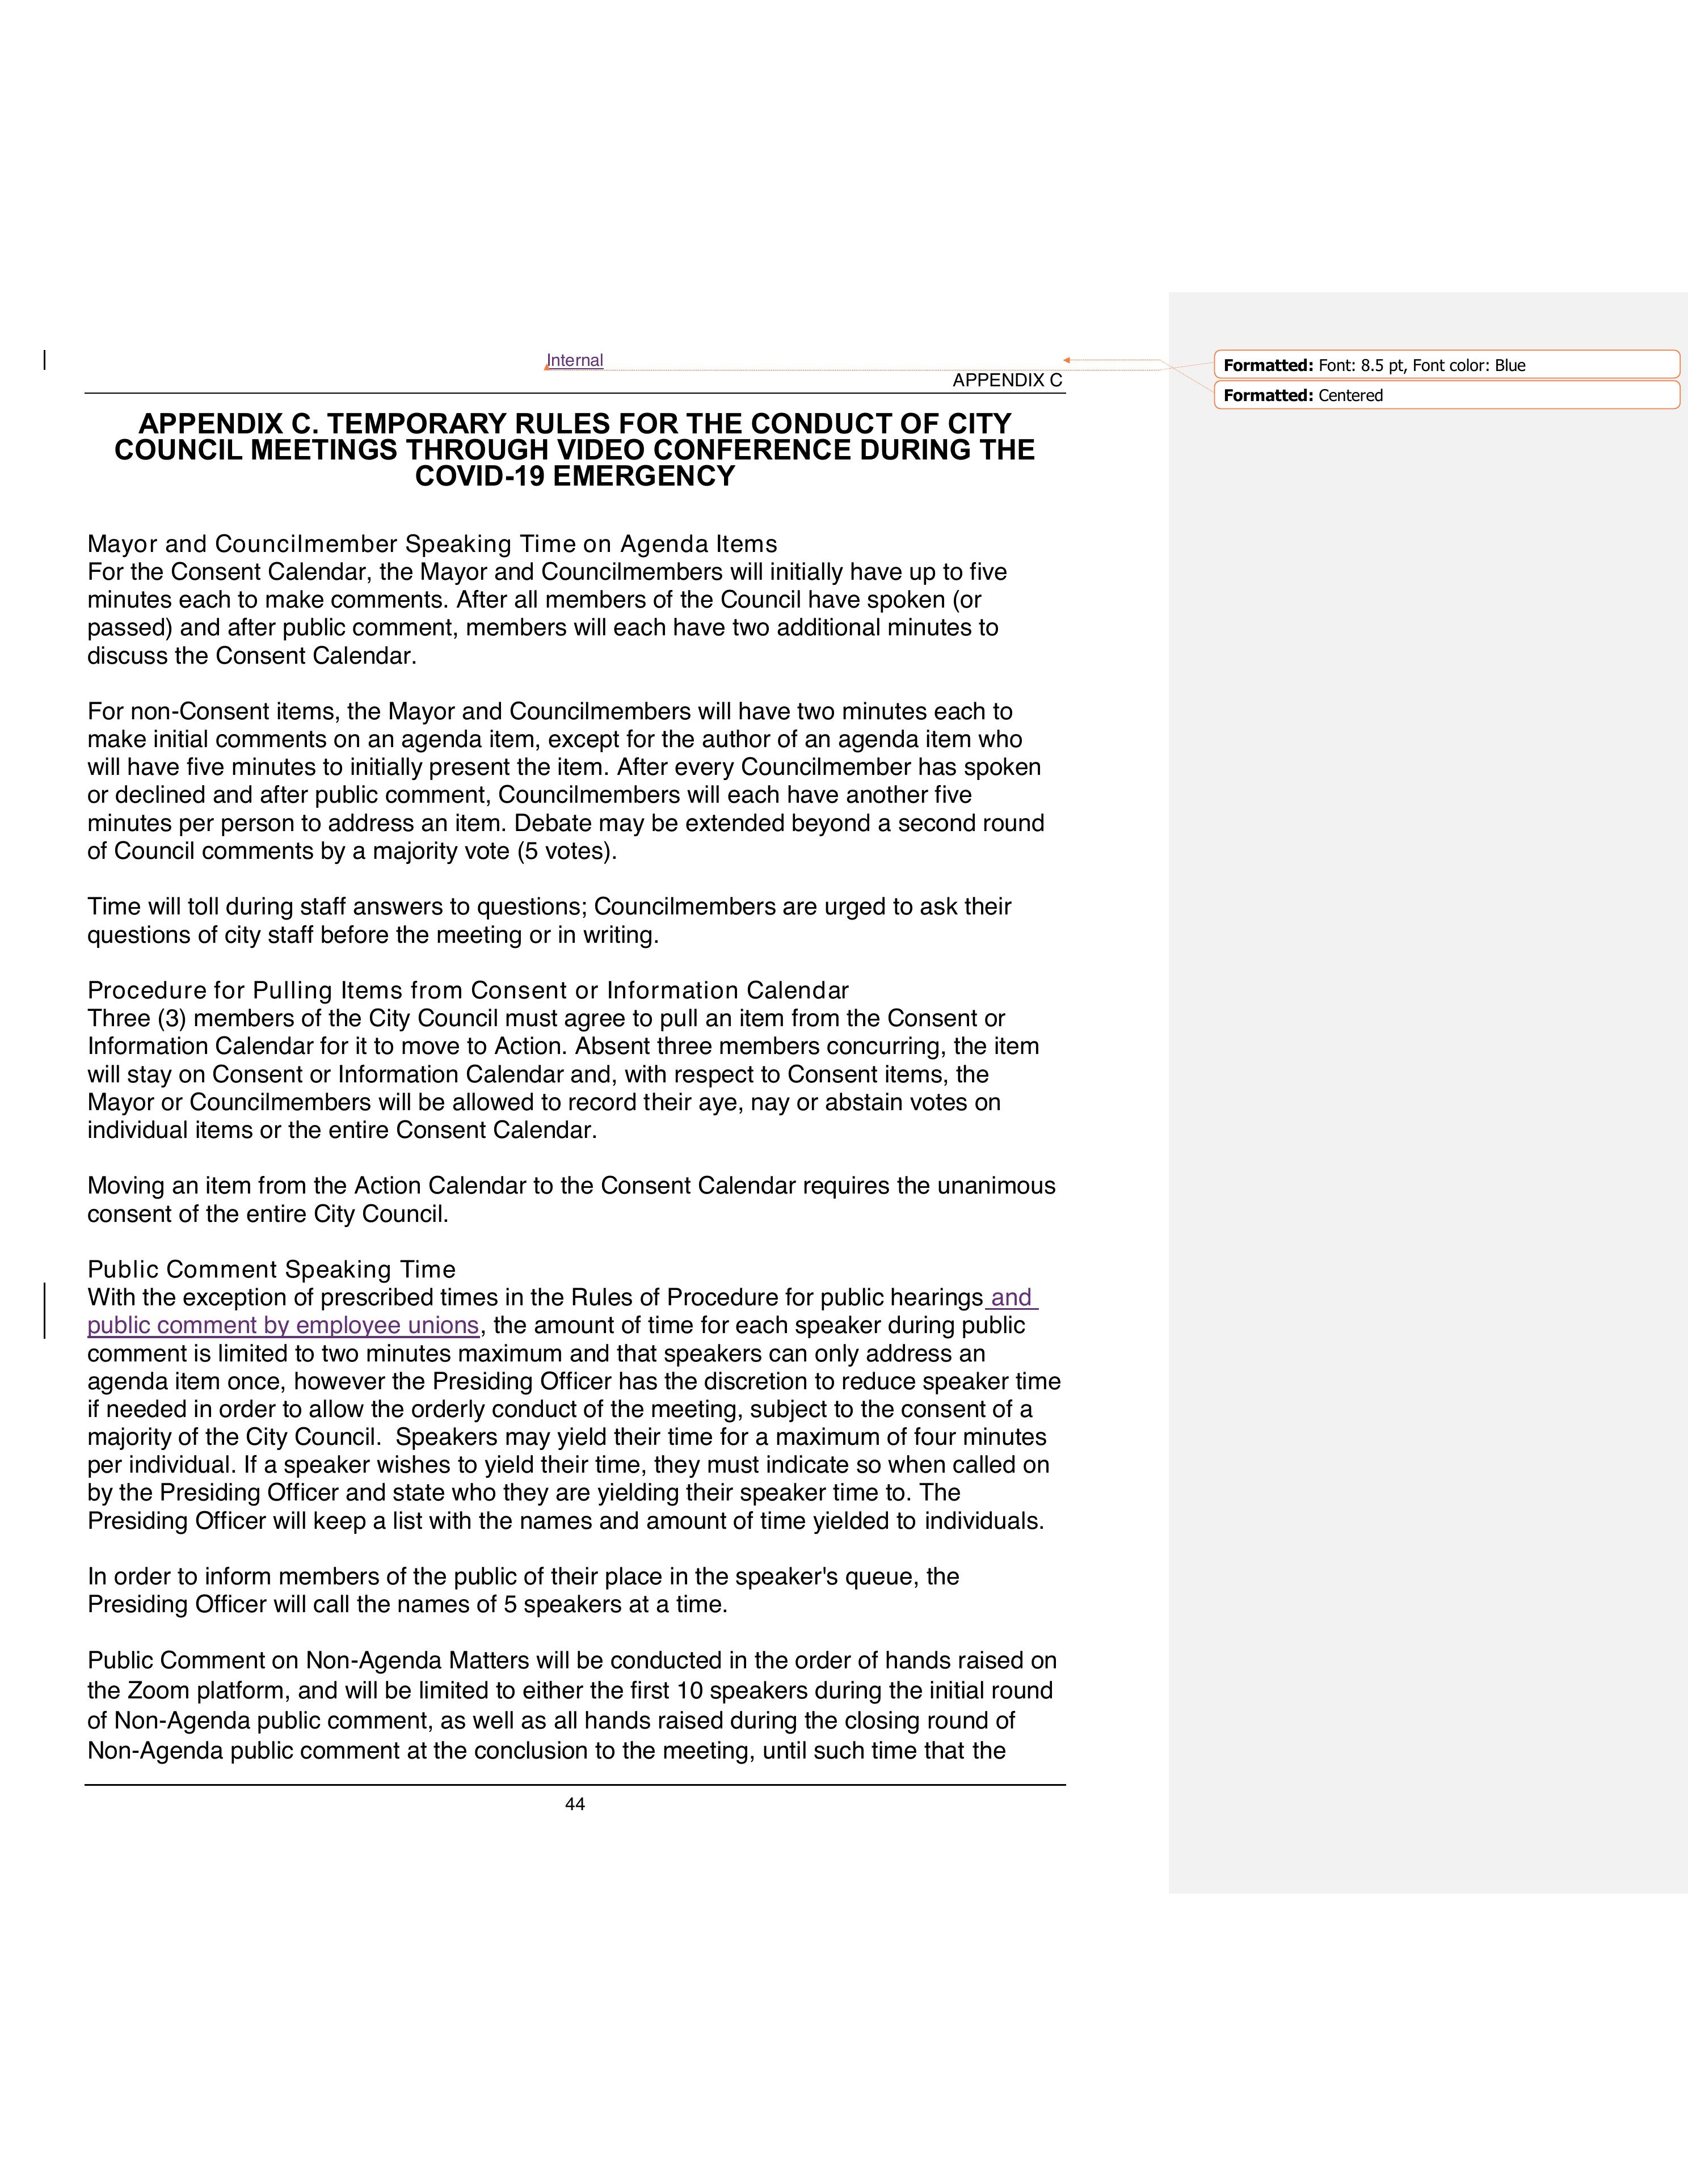 Internal
APPENDIX C
Formatted: Font: 8.5 pt, Font color: Blue
Formatted: Centered
APPENDIX C. TEMPORARY RULES FOR THE CONDUCT OF CITY
COUNCIL MEETINGS THROUGH VIDEO CONFERENCE DURING THE
COVID-19 EMERGENCY
Mayor and Councilmember Speaking Time on Agenda Items
For the Consent Calendar, the Mayor and Councilmembers will initially have up to five
minutes each to make comments. After all members of the Council have spoken (or
passed) and after public comment, members will each have two additional minutes to
discuss the Consent Calendar.
For non-Consent items, the Mayor and Councilmembers will have two minutes each to
make initial comments on an agenda item, except for the author of an agenda item who
will have five minutes to initially present the item. After every Councilmember has spoken
or declined and after public comment, Councilmembers will each have another five
minutes per person to address an item. Debate may be extended beyond a second round
of Council comments by a majority vote (5 votes).
Time will toll during staff answers to questions; Councilmembers are urged to ask their
questions of city staff before the meeting or in writing.
Procedure for Pulling Items from Consent or Information Calendar
Three (3) members of the City Council must agree to pull an item from the Consent or
Information Calendar for it to move to Action. Absent three members concurring, the item
will stay on Consent or Information Calendar and, with respect to Consent items, the
Mayor or Councilmembers will be allowed to record their aye, nay or abstain votes on
individual items or the entire Consent Calendar.
Moving an item from the Action Calendar to the Consent Calendar requires the unanimous
consent of the entire City Council.
Public Comment Speaking Time
With the exception of prescribed times in the Rules of Procedure for public hearings and
public comment by employee unions, the amount of time for each speaker during public
comment is limited to two minutes maximum and that speakers can only address an
agenda item once, however the Presiding Officer has the discretion to reduce speaker time
if needed in order to allow the orderly conduct of the meeting, subject to the consent of a
majority of the City Council.  Speakers may yield their time for a maximum of four minutes
per individual. If a speaker wishes to yield their time, they must indicate so when called on
by the Presiding Officer and state who they are yielding their speaker time to. The
Presiding Officer will keep a list with the names and amount of time yielded to individuals.
In order to inform members of the public of their place in the speaker's queue, the
Presiding Officer will call the names of 5 speakers at a time.
Public Comment on Non-Agenda Matters will be conducted in the order of hands raised on
the Zoom platform, and will be limited to either the first 10 speakers during the initial round
of Non-Agenda public comment, as well as all hands raised during the closing round of
Non-Agenda public comment at the conclusion to the meeting, until such time that the
44